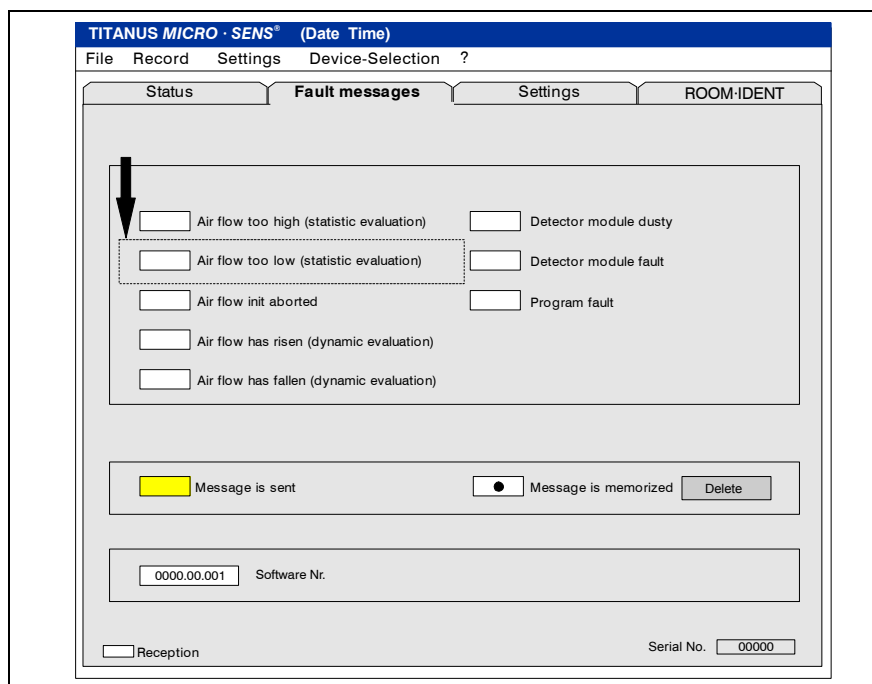 TITANUS MICRO · SENS® (Date Time)
File Record Settings Device-Selection ?
Status Fault messages Settings ROOM·IDENT
Air flow too high (statistic evaluation) Detector module dusty
Air flow too low (statistic evaluation) Detector module fault
Air flow init aborted Program fault
Air flow has risen (dynamic evaluation)
Air flow has fallen (dynamic evaluation)
Message is sent Message is memorized Delete
0000.00.001 Software Nr.
Reception Serial No. 00000